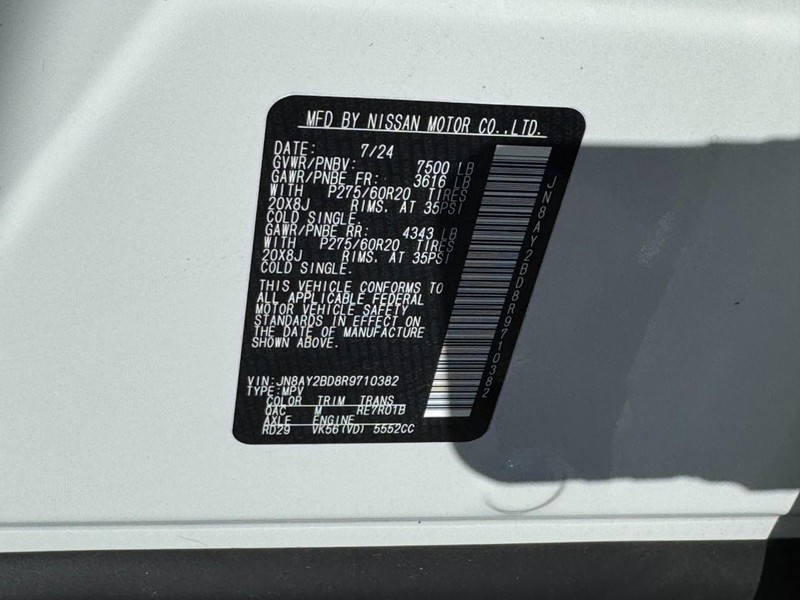 MFD BY NISSAN MOTOR CO.,LTD.
DATE: 7/24
GVWR/PNBV: 7500 LB
GAWR/PNBE FR: 3616 LB
WITH P275/60R20 TIRES
20X8J RIMS. AT 35PSI
COLD SINGLE.
GAWR/PNBE RR: 4343 LB
WITH P275/60R20 TIRES
20X8J RIMS. AT 35PSI
COLD SINGLE.
THIS VEHICLE CONFORMS TO
ALL APPLICABLE FEDERAL
MOTOR VEHICLE SAFETY
STANDARDS IN EFFECT ON
THE DATE OF MANUFACTURE
SHOWN ABOVE.
VIN:JN8AY2BD8R9710382
TYPE:MPV
COLOR TRIM TRANS
QAC M RE7R01B
AXLE ENGINE
RD29 VK56(VD) 5552CC
JN8AY2BD8R9710382